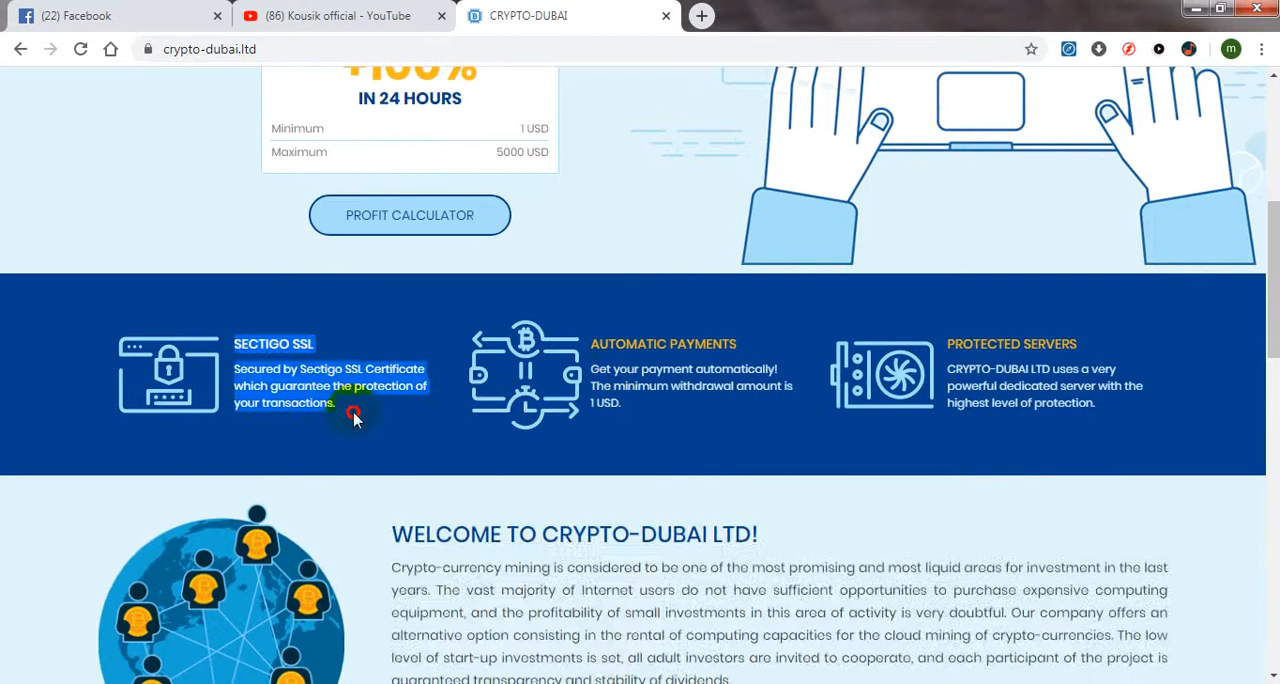 (22) Facebook
(86) Kousik official - YouTube
CRYPTO-DUBAI
crypto-dubai.ltd
m
+100%
IN 24 HOURS
Minimum 1 USD
Maximum 5000 USD
PROFIT CALCULATOR
SECTIGO SSL
Secured by Sectigo SSL Certificate
which guarantee the protection of
your transactions.
AUTOMATIC PAYMENTS
Get your payment automatically!
The minimum withdrawal amount is
1 USD.
PROTECTED SERVERS
CRYPTO-DUBAI LTD uses a very
powerful dedicated server with the
highest level of protection.
WELCOME TO CRYPTO-DUBAI LTD!
Crypto-currency mining is considered to be one of the most promising and most liquid areas for investment in the last
years. The vast majority of Internet users do not have sufficient opportunities to purchase expensive computing
equipment, and the profitability of small investments in this area of activity is very doubtful. Our company offers an
alternative option consisting in the rental of computing capacities for the cloud mining of crypto-currencies. The low
level of start-up investments is set, all adult investors are invited to cooperate, and each participant of the project is
guaranteed transparency and stability of dividends.